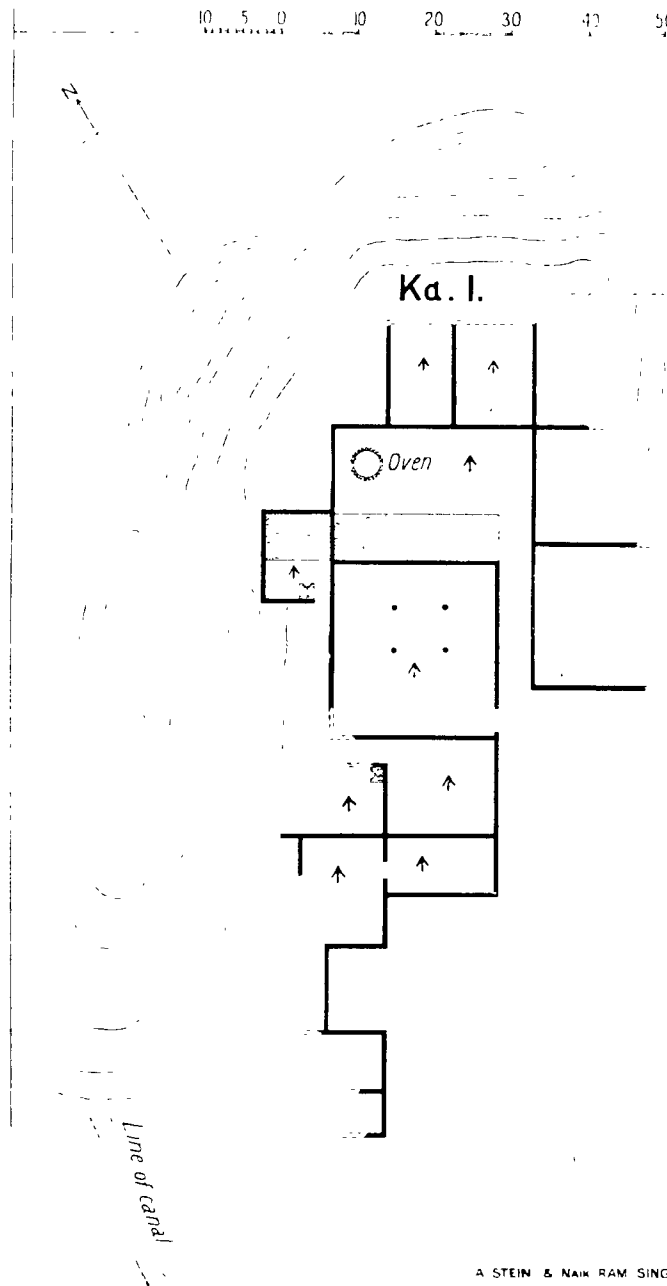 10 5 0 10 20 30 40
N
Ka. I.
Oven
Line of canal
A STEIN & NAIK RAM SING